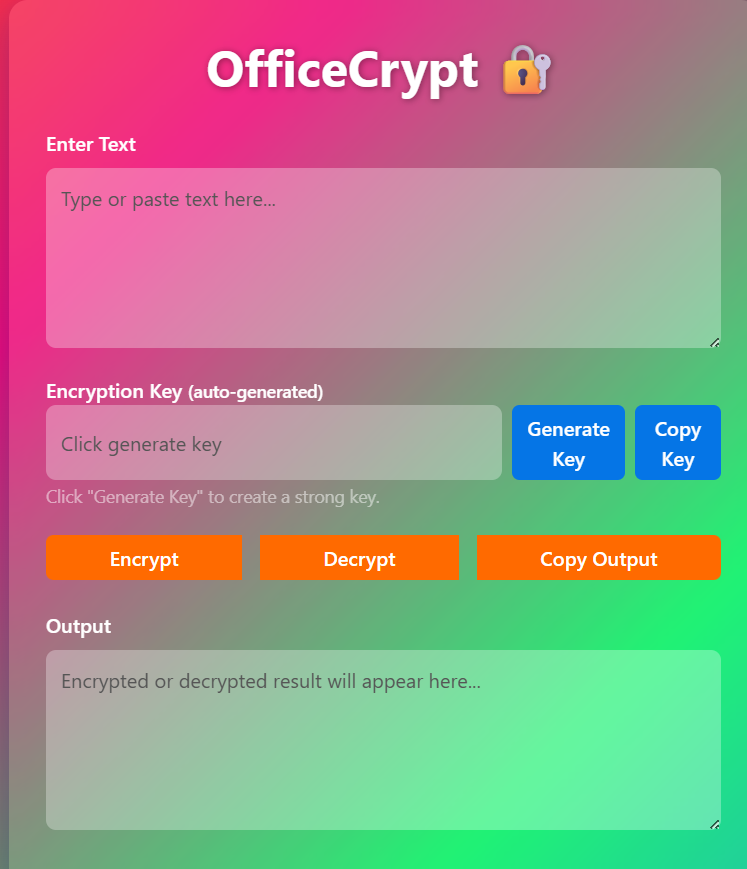 OfficeCrypt 🔐
Enter Text
Type or paste text here...
Encryption Key (auto-generated)
Click generate key
Generate
Key
Copy
Key
Click "Generate Key" to create a strong key.
Encrypt
Decrypt
Copy Output
Output
Encrypted or decrypted result will appear here...